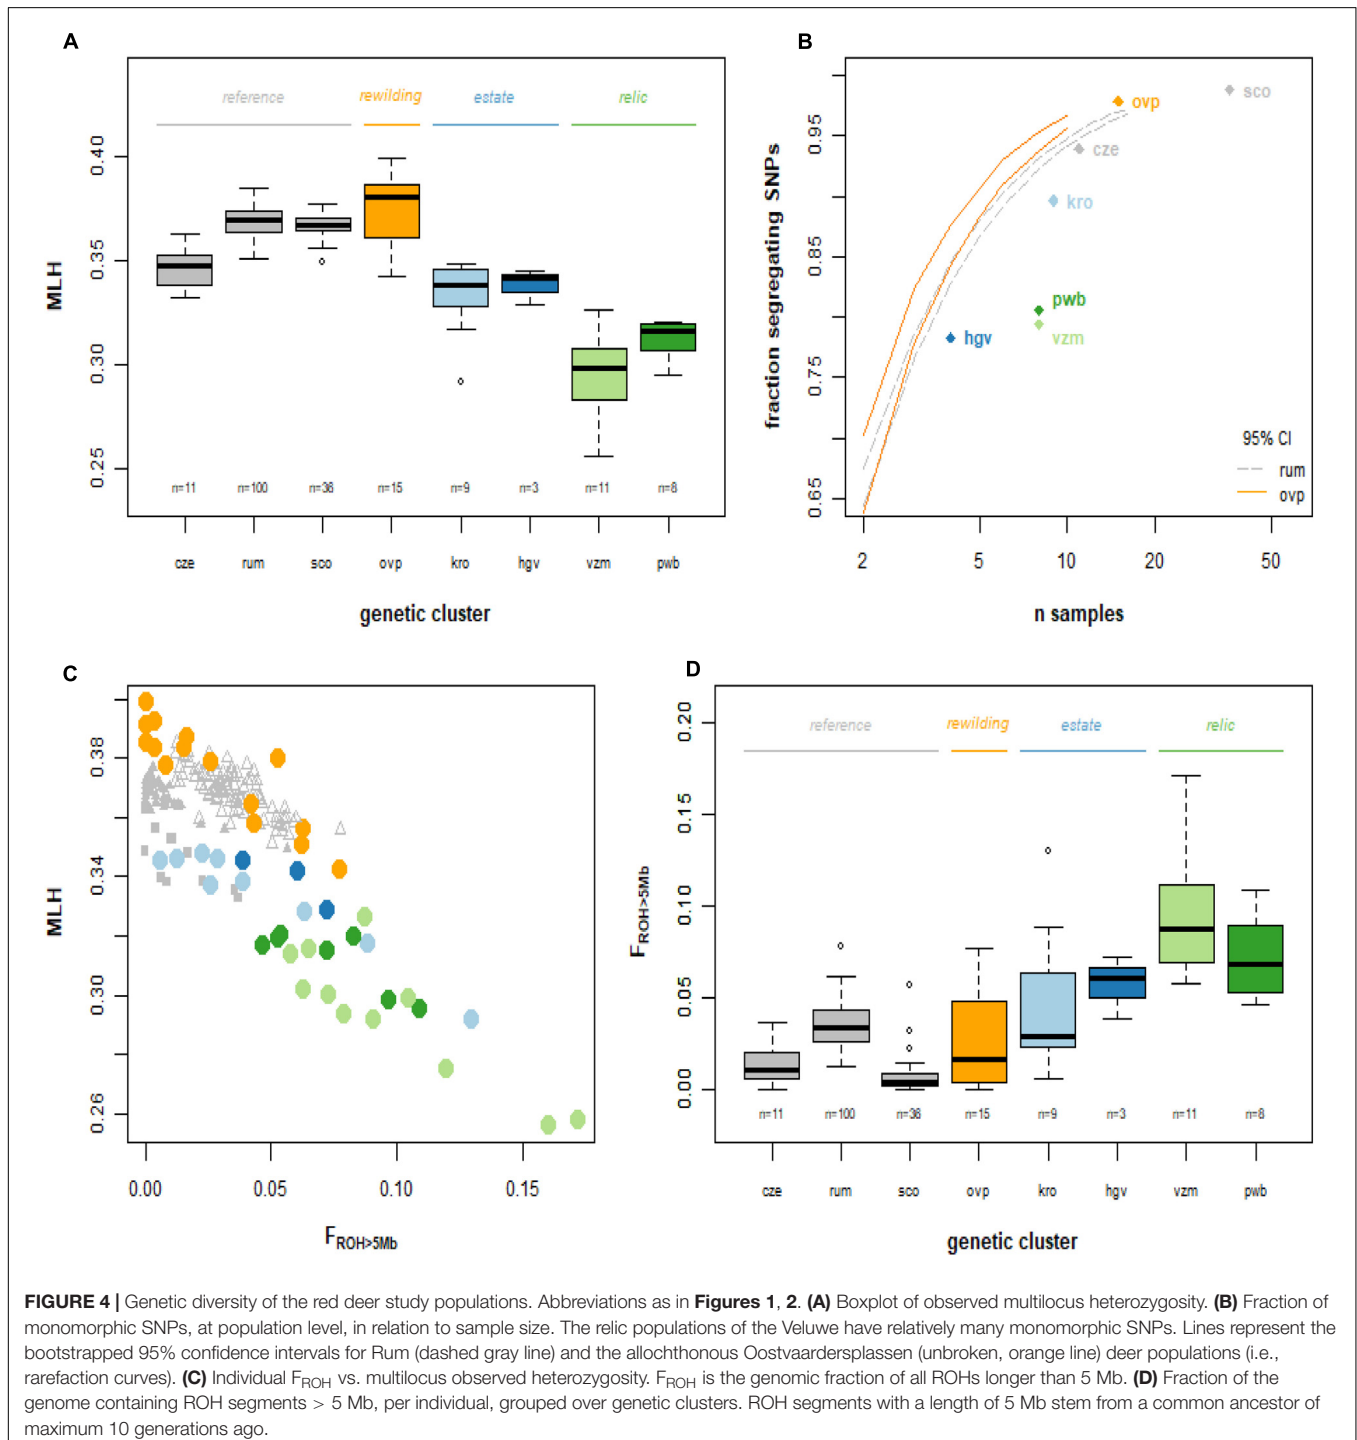 A
reference
rewilding
estate
relic
MLH
0.40
0.35
0.30
0.25
n=11
n=100
n=36
n=15
n=9
n=3
n=11
n=8
cze
rum
sco
ovp
kro
hgv
vzm
pwb
genetic cluster
B
fraction segregating SNPs
0.95
0.85
0.75
0.65
sco
ovp
cze
kro
pwb
vzm
hgv
95% CI
rum
ovp
2
5
10
20
50
n samples
C
MLH
0.38
0.34
0.30
0.26
0.00
0.05
0.10
0.15
FROH>5Mb
D
reference
rewilding
estate
relic
FROH>5Mb
0.20
0.15
0.10
0.05
0.00
n=11
n=100
n=36
n=15
n=9
n=3
n=11
n=8
cze
rum
sco
ovp
kro
hgv
vzm
pwb
genetic cluster
FIGURE 4 | Genetic diversity of the red deer study populations. Abbreviations as in Figures 1, 2. (A) Boxplot of observed multilocus heterozygosity. (B) Fraction of
monomorphic SNPs, at population level, in relation to sample size. The relic populations of the Veluwe have relatively many monomorphic SNPs. Lines represent the
bootstrapped 95% confidence intervals for Rum (dashed gray line) and the allochthonous Oostvaardersplassen (unbroken, orange line) deer populations (i.e.,
rarefaction curves). (C) Individual FROH vs. multilocus observed heterozygosity. FROH is the genomic fraction of all ROHs longer than 5 Mb. (D) Fraction of the
genome containing ROH segments > 5 Mb, per individual, grouped over genetic clusters. ROH segments with a length of 5 Mb stem from a common ancestor of
maximum 10 generations ago.